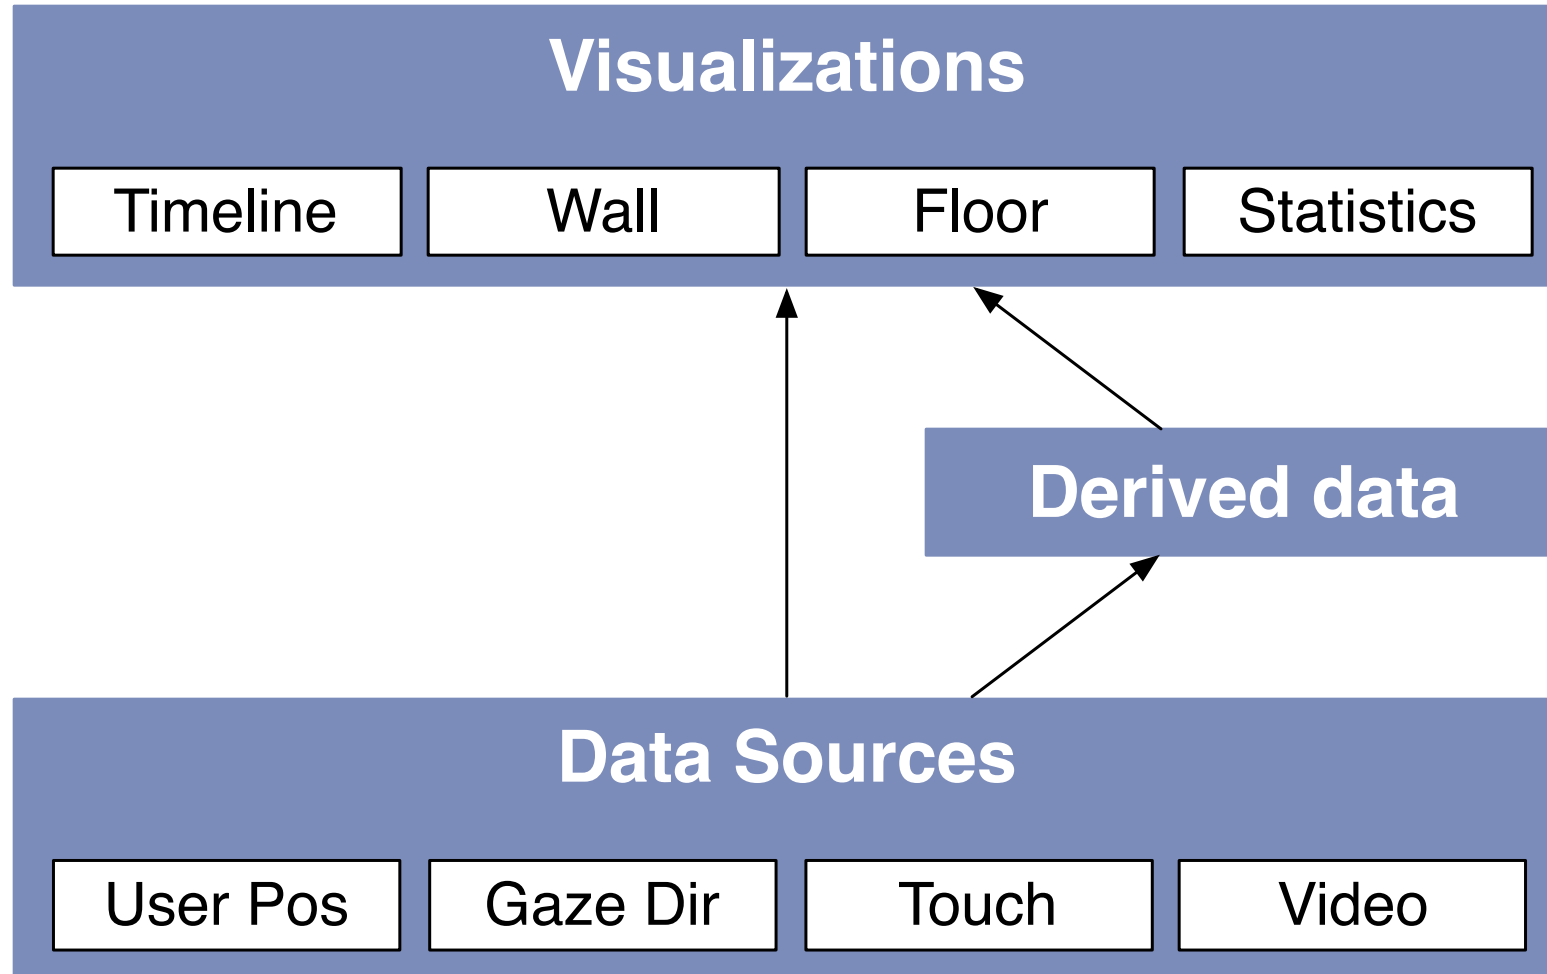 Visualizations
Timeline Wall Floor Statistics
Derived data
Data Sources
User Pos Gaze Dir Touch Video